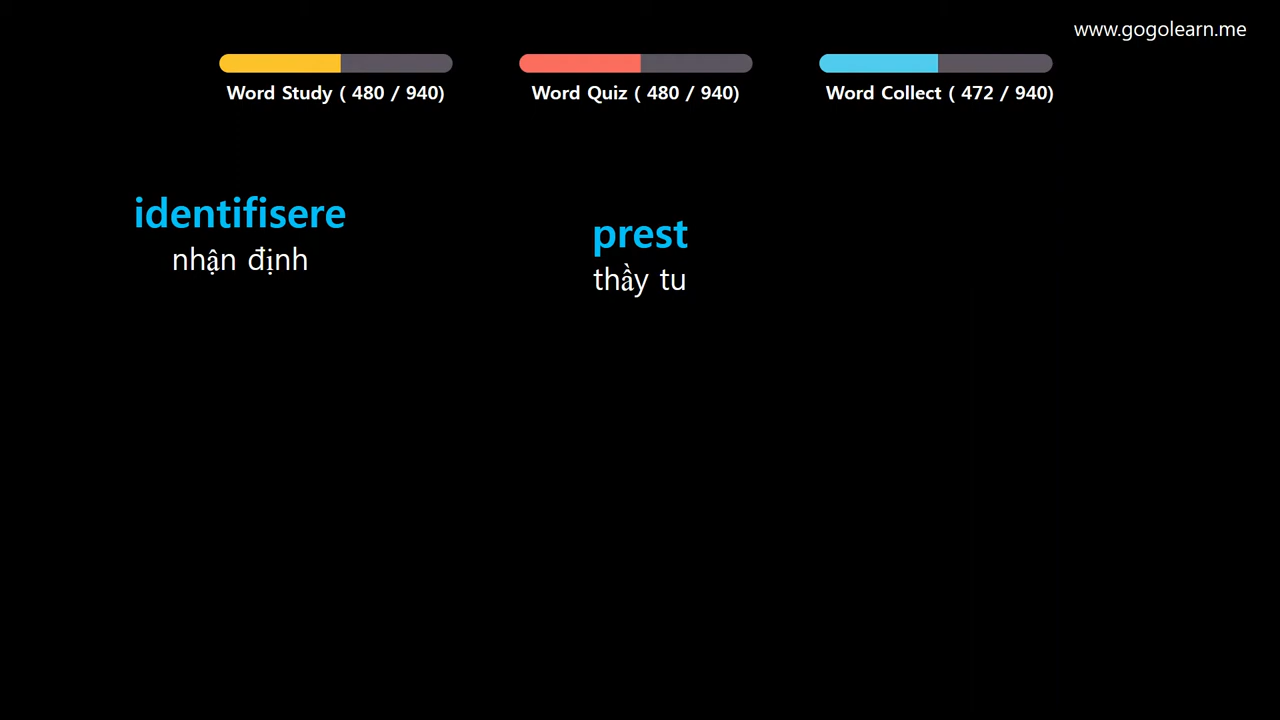 www.gogolearn.me
Word Study ( 480 / 940)
Word Quiz ( 480 / 940)
Word Collect ( 472 / 940)
identifisere
nhận định
prest
thầy tu